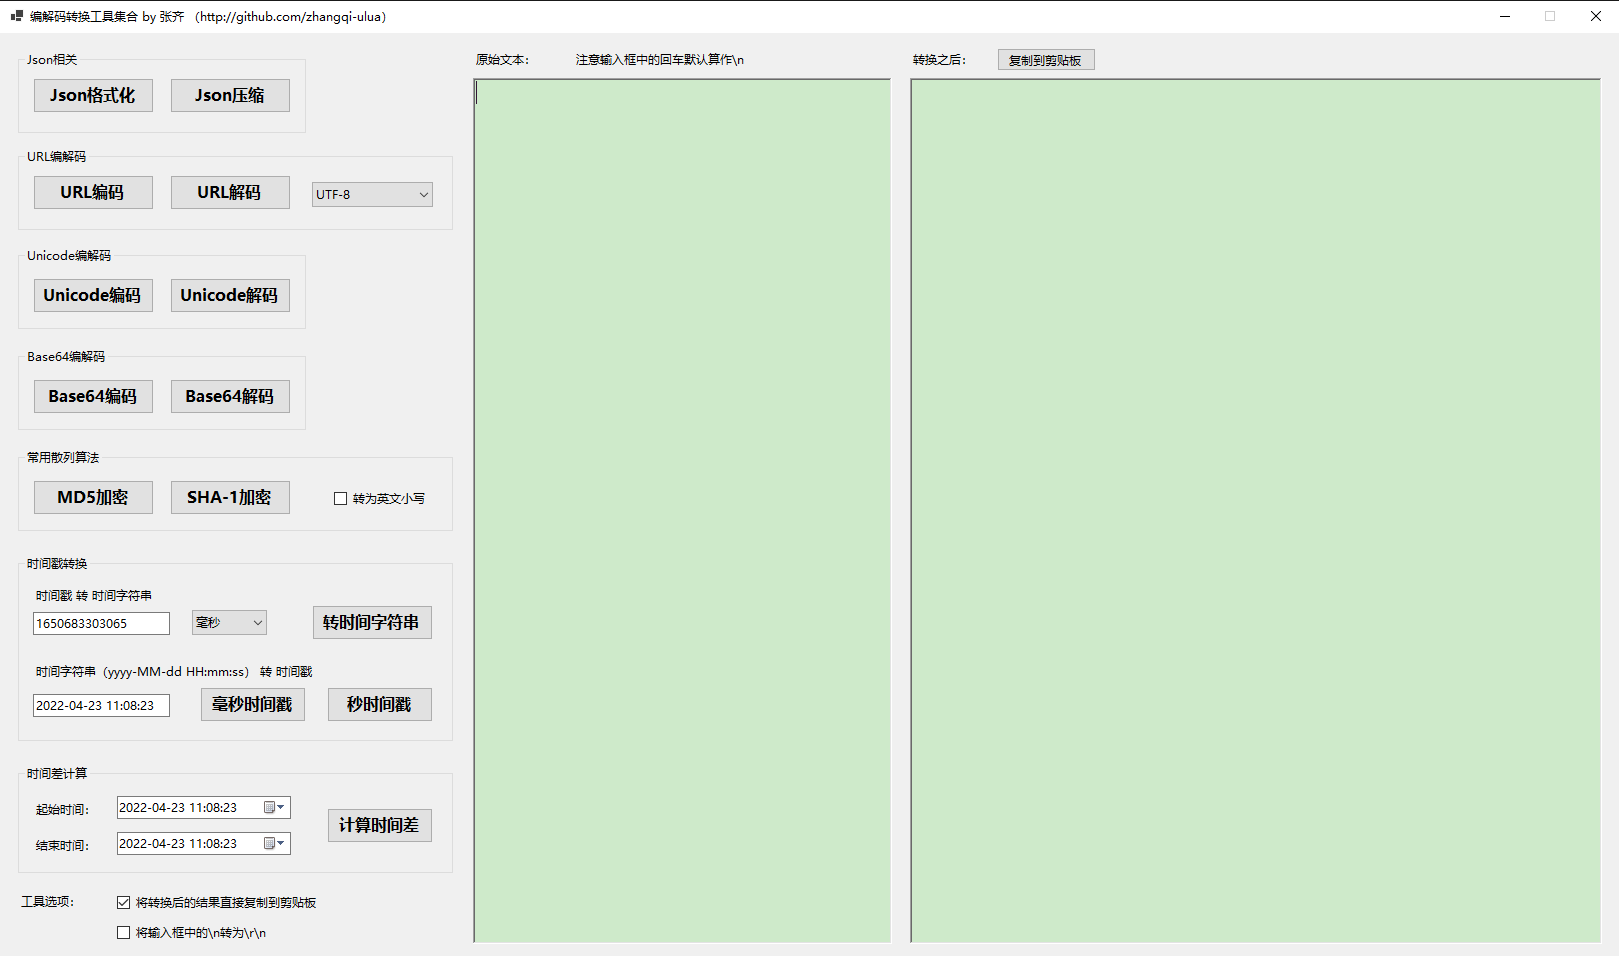 编解码转换工具集合 by 张齐 （http://github.com/zhangqi-ulua）
Json相关
Json格式化
Json压缩
URL编解码
URL编码
URL解码
UTF-8
Unicode编解码
Unicode编码
Unicode解码
Base64编解码
Base64编码
Base64解码
常用散列算法
MD5加密
SHA-1加密
转为英文小写
时间戳转换
时间戳 转 时间字符串
1650683303065
毫秒
转时间字符串
时间字符串（yyyy-MM-dd HH:mm:ss） 转 时间戳
2022-04-23 11:08:23
毫秒时间戳
秒时间戳
时间差计算
起始时间：
2022-04-23 11:08:23
结束时间：
2022-04-23 11:08:23
计算时间差
工具选项：
将转换后的结果直接复制到剪贴板
将输入框中的\n转为\r\n
原始文本：
注意输入框中的回车默认算作\n
转换之后：
复制到剪贴板